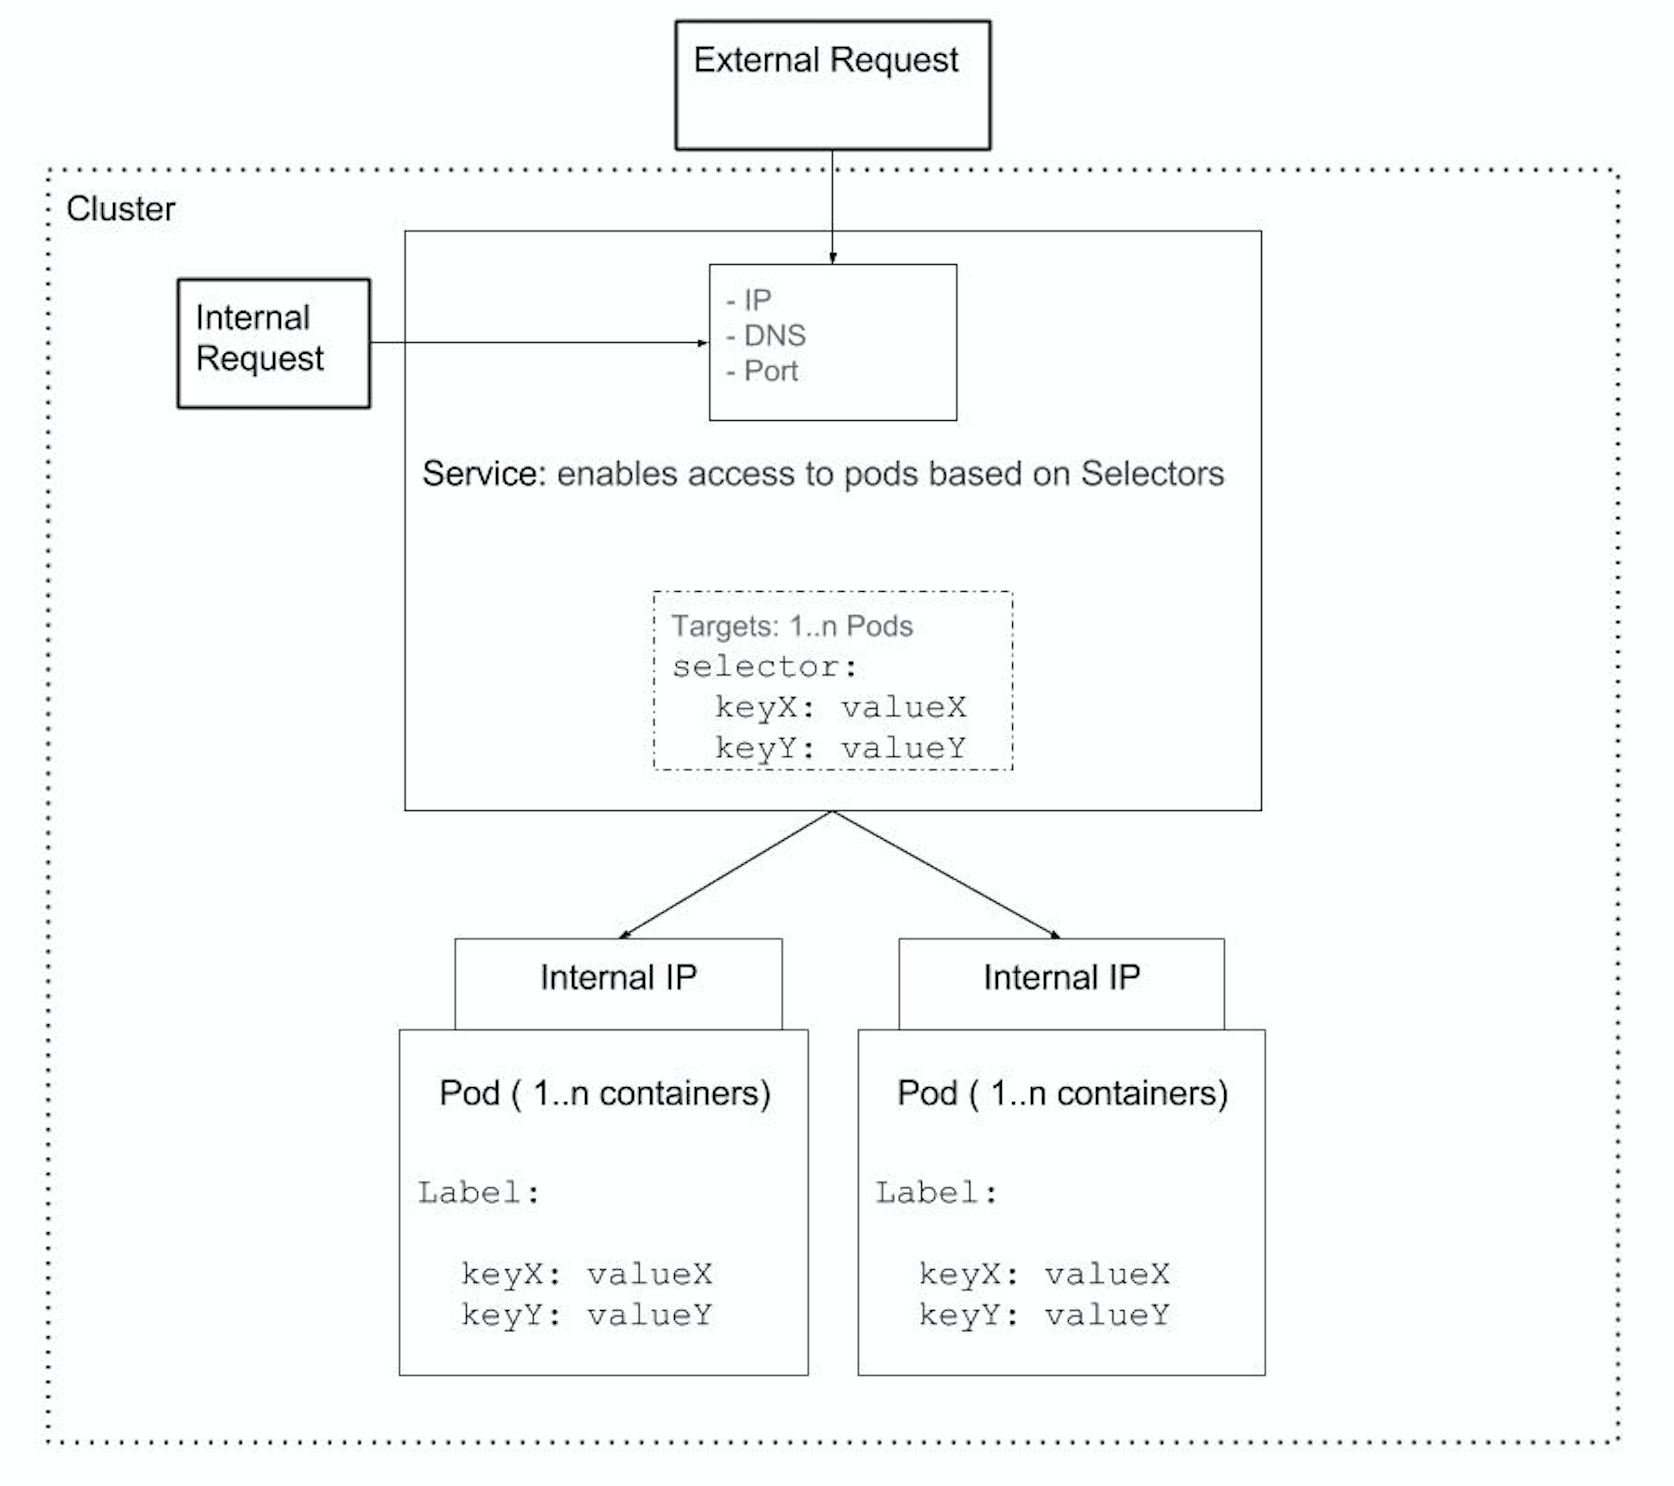 External Request
Cluster
Internal
Request
- IP
- DNS
- Port
Service: enables access to pods based on Selectors
Targets: 1..n Pods
selector:
keyX: valueX
keyY: valueY
Internal IP
Pod ( 1..n containers)
Label:
keyX: valueX
keyY: valueY
Internal IP
Pod ( 1..n containers)
Label:
keyX: valueX
keyY: valueY